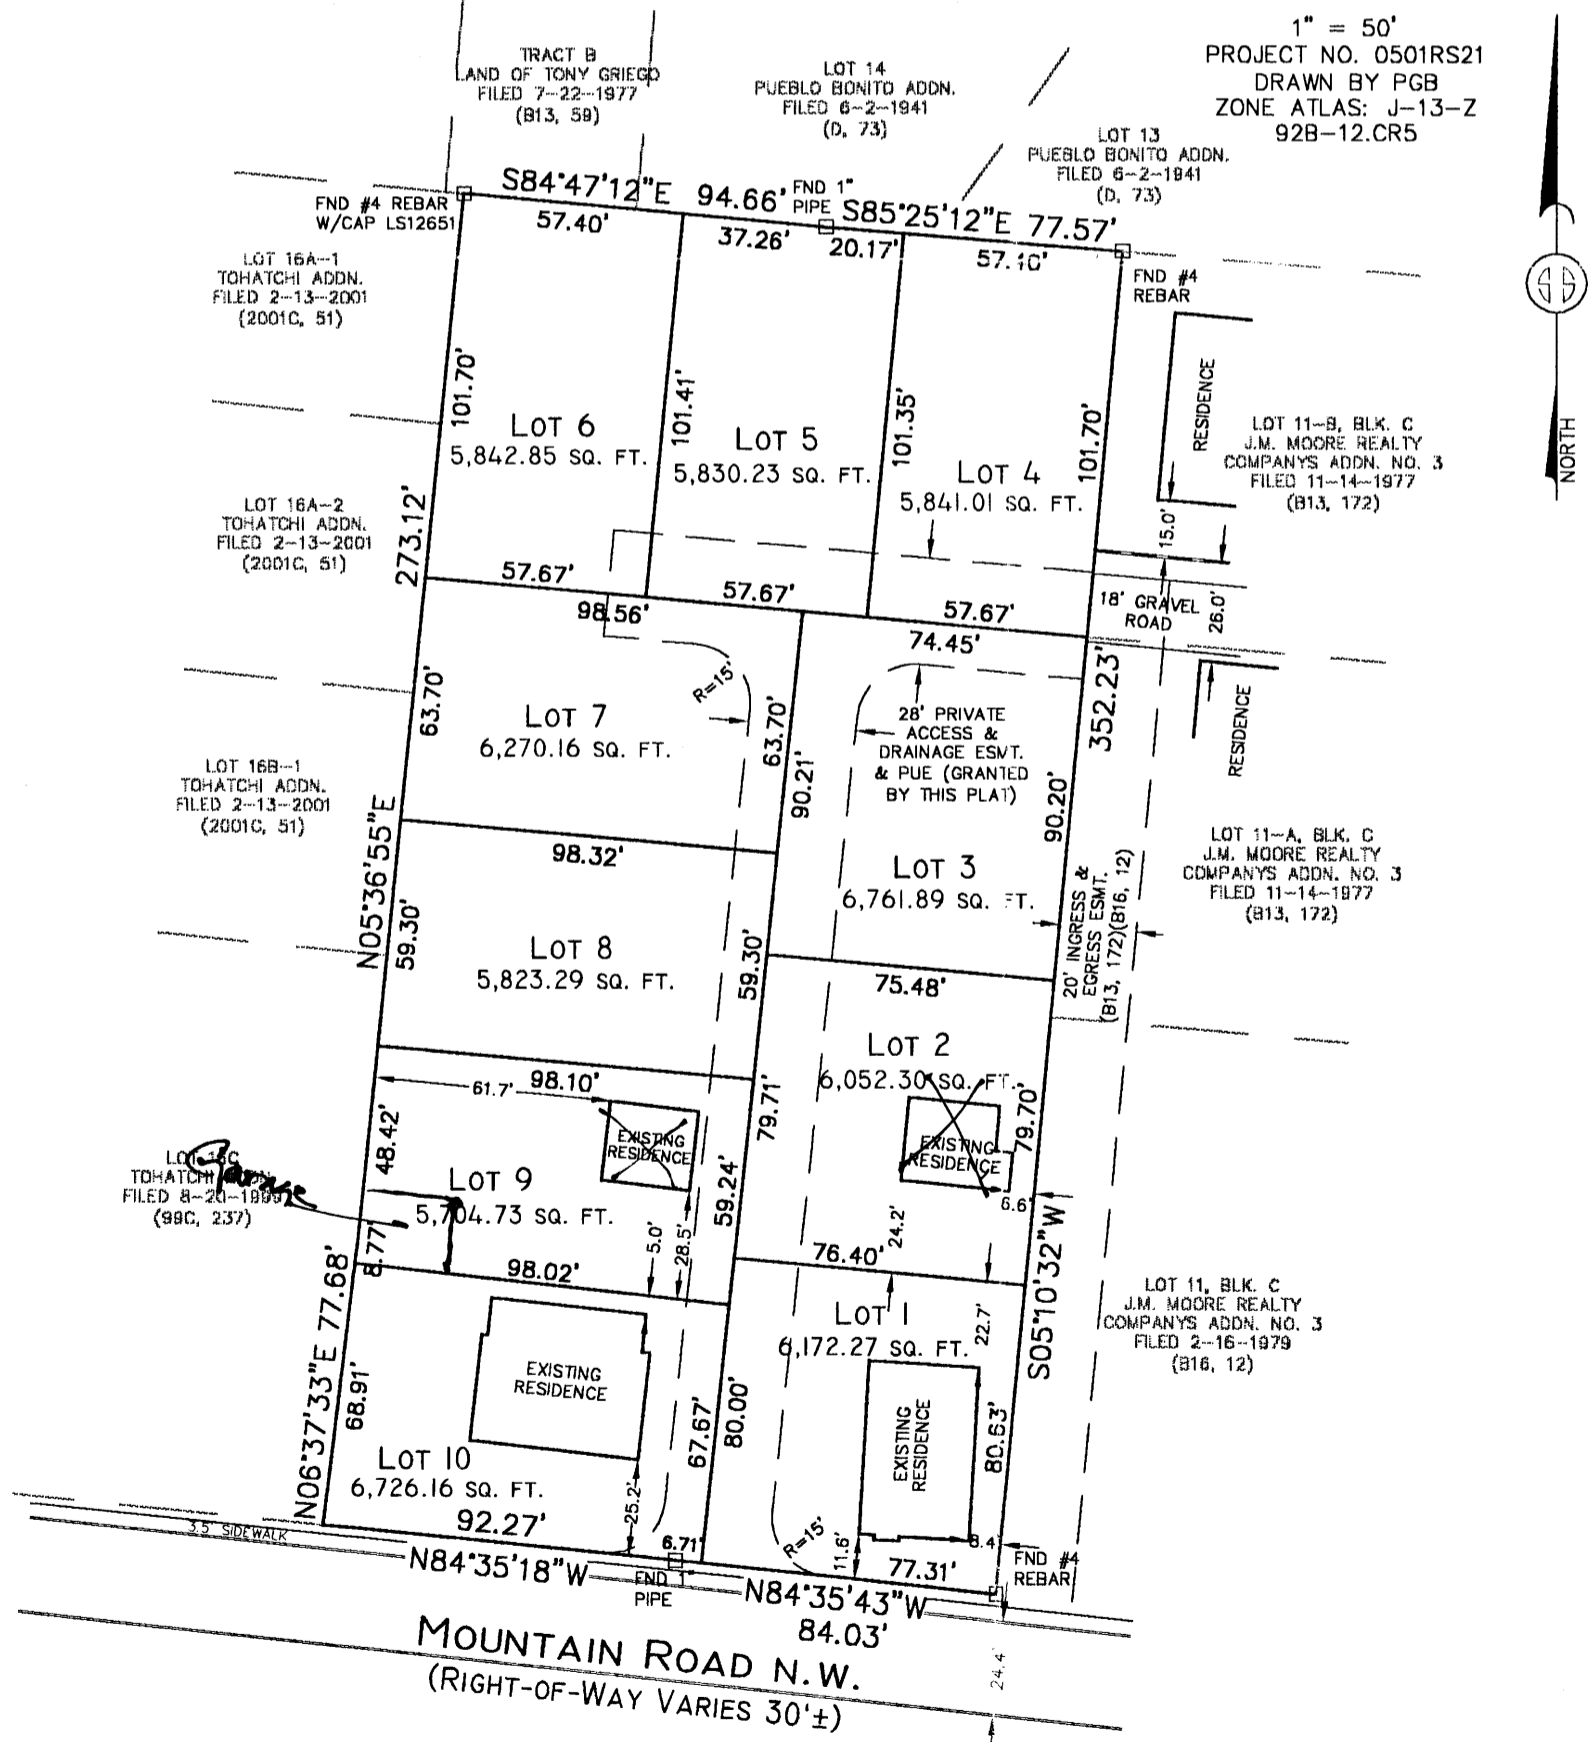 1" = 50'
PROJECT NO. 0501RS21
DRAWN BY PGB
ZONE ATLAS: J-13-Z
92B-12.CR5
NORTH
TRACT B
LAND OF TONY GRIEGO
FILED 7-22-1977
(B13, 59)
LOT 14
PUEBLO BONITO ADDN.
FILED 6-2-1941
(D, 73)
LOT 13
PUEBLO BONITO ADDN.
FILED 6-2-1941
(D, 73)
FND #4 REBAR
W/CAP LS12651
S84°47'12"E 94.66'
FND 1"
PIPE
S85°25'12"E 77.57'
57.40'
37.26'
20.17'
57.40'
FND #4
REBAR
LOT 16A-1
TOHATCHI ADDN.
FILED 2-13-2001
(2001C, 51)
101.70'
LOT 6
5,842.85 SQ. FT.
101.41'
LOT 5
5,830.23 SQ. FT.
101.35'
LOT 4
5,841.01 SQ. FT.
101.70'
RESIDENCE
LOT 11-B, BLK. C
J.M. MOORE REALTY
COMPANYS ADDN. NO. 3
FILED 11-14-1977
(B13, 172)
15.0'
LOT 16A-2
TOHATCHI ADDN.
FILED 2-13-2001
(2001C, 51)
273.12'
57.67'
57.67'
57.67'
18' GRAVEL
ROAD
26.0'
98.56'
74.45'
352.23'
RESIDENCE
63.70'
LOT 7
6,270.16 SQ. FT.
R=15'
63.70'
90.21'
28' PRIVATE
ACCESS &
DRAINAGE ESMT.
& PUE (GRANTED
BY THIS PLAT)
90.20'
LOT 16B-1
TOHATCHI ADDN.
FILED 2-13-2001
(2001C, 51)
N05°36'55"E
98.32'
LOT 3
6,761.89 SQ. FT.
20' INGRESS &
EGRESS ESMT.
(B13, 172)(B16, 12)
LOT 11-A, BLK. C
J.M. MOORE REALTY
COMPANYS ADDN. NO. 3
FILED 11-14-1977
(B13, 172)
59.30'
LOT 8
5,823.29 SQ. FT.
59.30'
75.48'
LOT 2
6,052.30 SQ. FT.
79.70'
61.7'
98.10'
79.71'
EXISTING
RESIDENCE
EXISTING
RESIDENCE
48.42'
LOT 9
5,704.73 SQ. FT.
59.24'
6.6'
24.2'
5.0'
28.5'
Garage
TOHATCHI ADDN.
FILED 8-20-1999
(99C, 237)
8.77'
98.02'
76.40'
S05°10'32"W
N06°37'33"E 77.68'
LOT 1
6,172.27 SQ. FT.
22.7'
LOT 11, BLK. C
J.M. MOORE REALTY
COMPANYS ADDN. NO. 3
FILED 2-16-1979
(B16, 12)
EXISTING
RESIDENCE
EXISTING
RESIDENCE
68.91'
67.67'
80.00'
80.63'
LOT 10
6,726.16 SQ. FT.
25.2'
92.27'
6.71'
R=15'
11.6'
8.4'
77.31'
FND #4
REBAR
3.5' SIDEWALK
N84°35'18"W
FND 1"
PIPE
N84°35'43"W
84.03'
24.4'
MOUNTAIN ROAD N.W.
(RIGHT-OF-WAY VARIES 30'±)